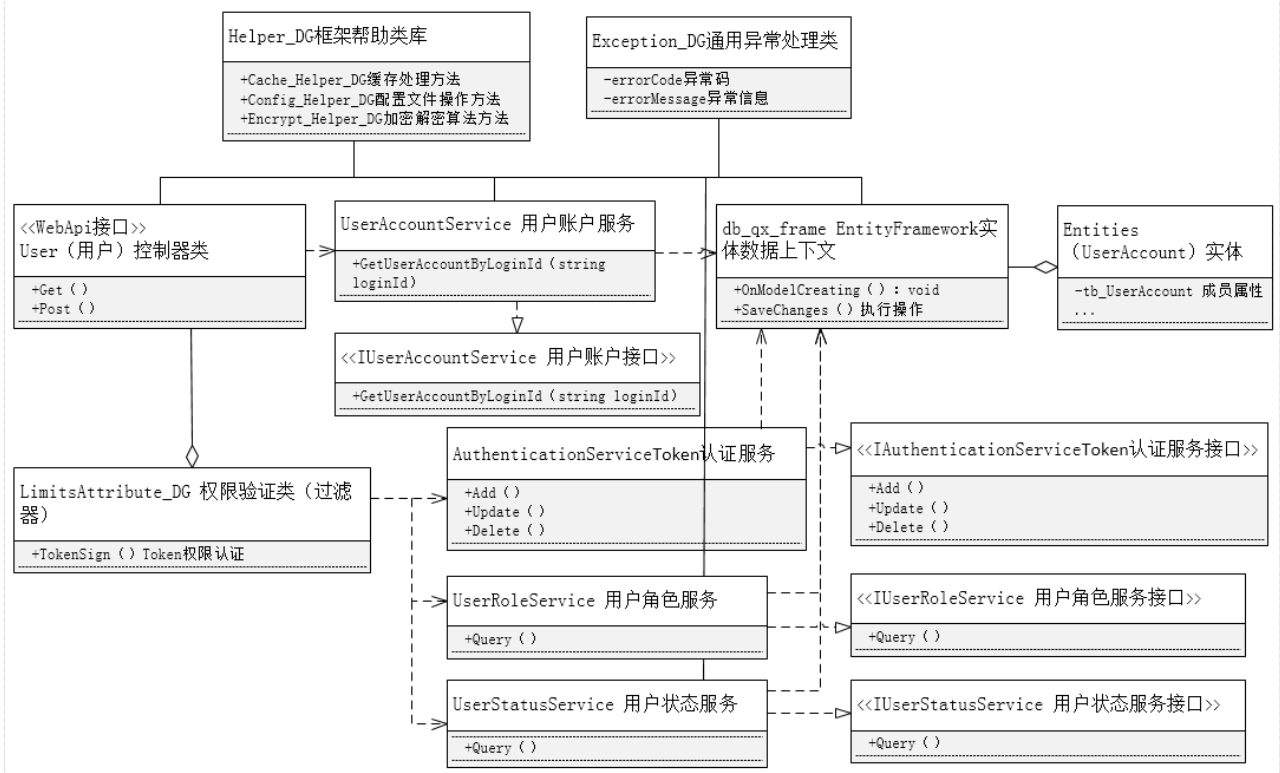 Helper_DG框架帮助类库
+Cache_Helper_DG缓存处理方法
+Config_Helper_DG配置文件操作方法
+Encrypt_Helper_DG加密解密算法方法
Exception_DG通用异常处理类
-errorCode异常码
-errorMessage异常信息
<<WebApi接口>>
User（用户）控制器类
+Get（）
+Post（）
UserAccountService 用户账户服务
+GetUserAccountByLoginId（string
loginId）
db_qx_frame EntityFramework实
体数据上下文
+OnModelCreating（）: void
+SaveChanges（）执行操作
Entities
（UserAccount）实体
-tb_UserAccount 成员属性
...
<<IUserAccountService 用户账户接口>>
+GetUserAccountByLoginId（string loginId）
AuthenticationServiceToken认证服务
+Add（）
+Update（）
+Delete（）
<<IAuthenticationServiceToken认证服务接口>>
+Add（）
+Update（）
+Delete（）
LimitsAttribute_DG 权限验证类（过滤
器）
+TokenSign（）Token权限认证
UserRoleService 用户角色服务
+Query（）
<<IUserRoleService 用户角色服务接口>>
+Query（）
UserStatusService 用户状态服务
+Query（）
<<IUserStatusService 用户状态服务接口>>
+Query（）